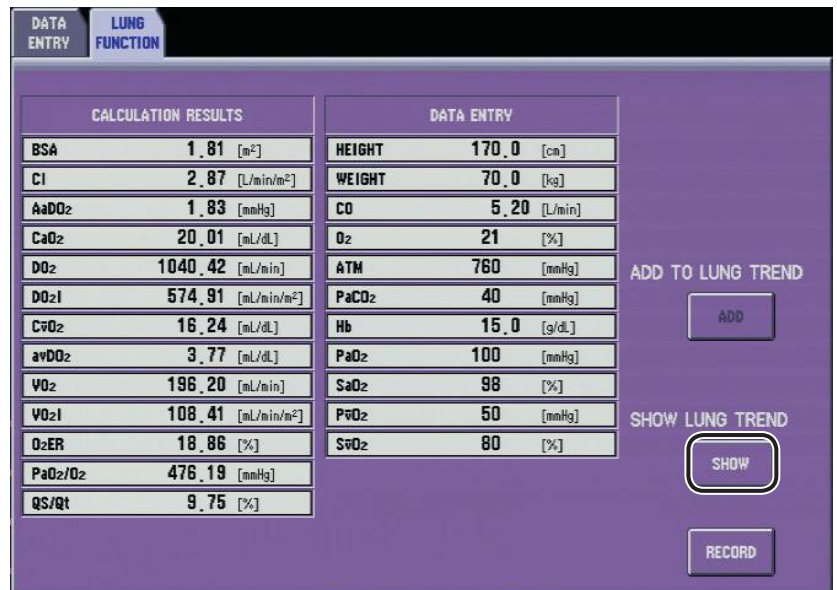 DATA ENTRY
LUNG FUNCTION
CALCULATION RESULTS
BSA 1.81 [m²]
CI 2.87 [L/min/m²]
AaDO₂ 1.83 [mmHg]
CaO₂ 20.01 [mL/dL]
DO₂ 1040.42 [mL/min]
DO₂I 574.91 [mL/min/m²]
Cv̄O₂ 16.24 [mL/dL]
avDO₂ 3.77 [mL/dL]
V̇O₂ 196.20 [mL/min]
V̇O₂I 108.41 [mL/min/m²]
O₂ER 18.86 [%]
PaO₂/O₂ 476.19 [mmHg]
QS/Qt 9.75 [%]
DATA ENTRY
HEIGHT 170.0 [cm]
WEIGHT 70.0 [kg]
CO 5.20 [L/min]
O₂ 21 [%]
ATM 760 [mmHg]
PaCO₂ 40 [mmHg]
Hb 15.0 [g/dL]
PaO₂ 100 [mmHg]
SaO₂ 98 [%]
Pv̄O₂ 50 [mmHg]
Sv̄O₂ 80 [%]
ADD TO LUNG TREND
ADD
SHOW LUNG TREND
SHOW
RECORD